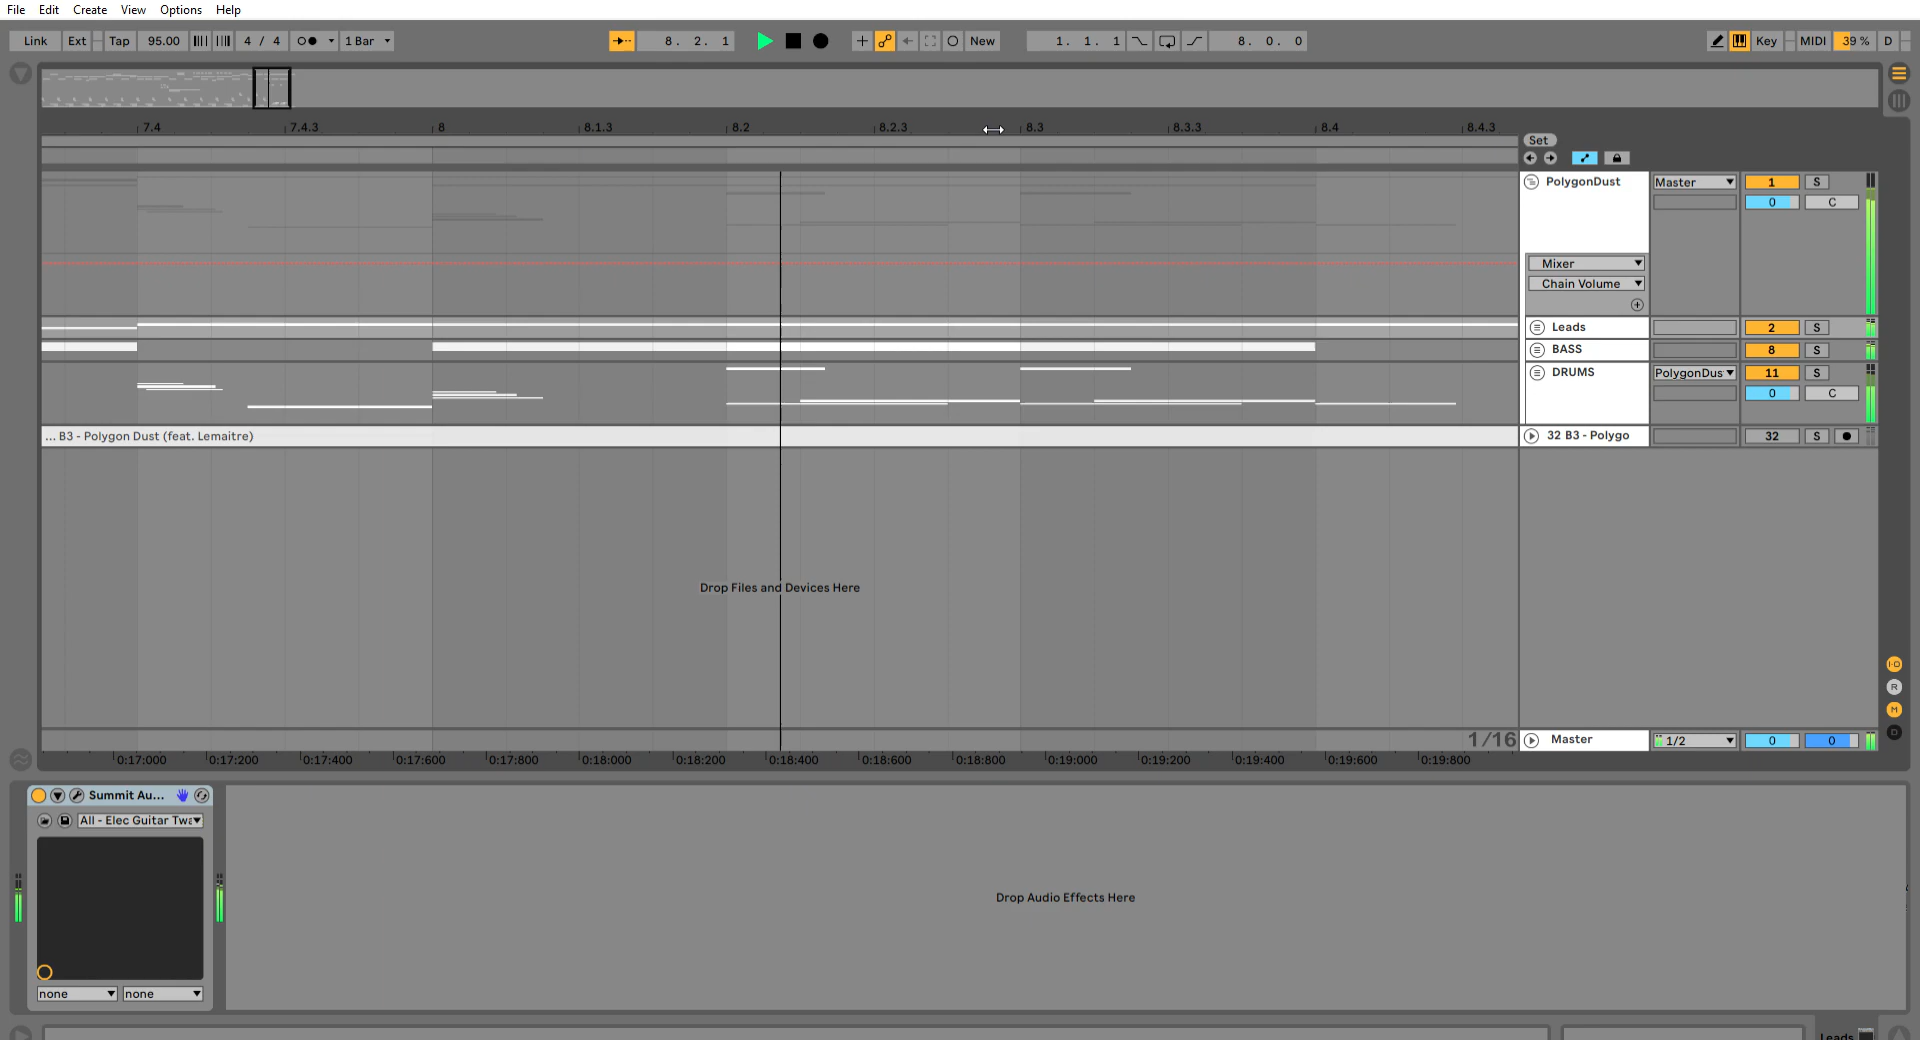 File Edit Create View Options Help
Link Ext Tap 95.00 4 / 4 1 Bar 8. 2. 1 New 1. 1. 1 8. 0. 0 Key MIDI 39 % D
7.4 7.4.3 8 8.1.3 8.2 8.2.3 8.3 8.3.3 8.4 8.4.3
Set
PolygonDust Master 1 S
0 C
Mixer
Chain Volume
Leads 2 S
BASS 8 S
DRUMS PolygonDus 11 S
0 C
... B3 - Polygon Dust (feat. Lemaitre) 32 B3 - Polygo 32 S
Drop Files and Devices Here
I-O
R
M
D
1/16 Master 1/2 0 0
0:17:000 0:17:200 0:17:400 0:17:600 0:17:800 0:18:000 0:18:200 0:18:400 0:18:600 0:18:800 0:19:000 0:19:200 0:19:400 0:19:600 0:19:800
Summit Au...
All - Elec Guitar Twa
Drop Audio Effects Here
none none
Leads